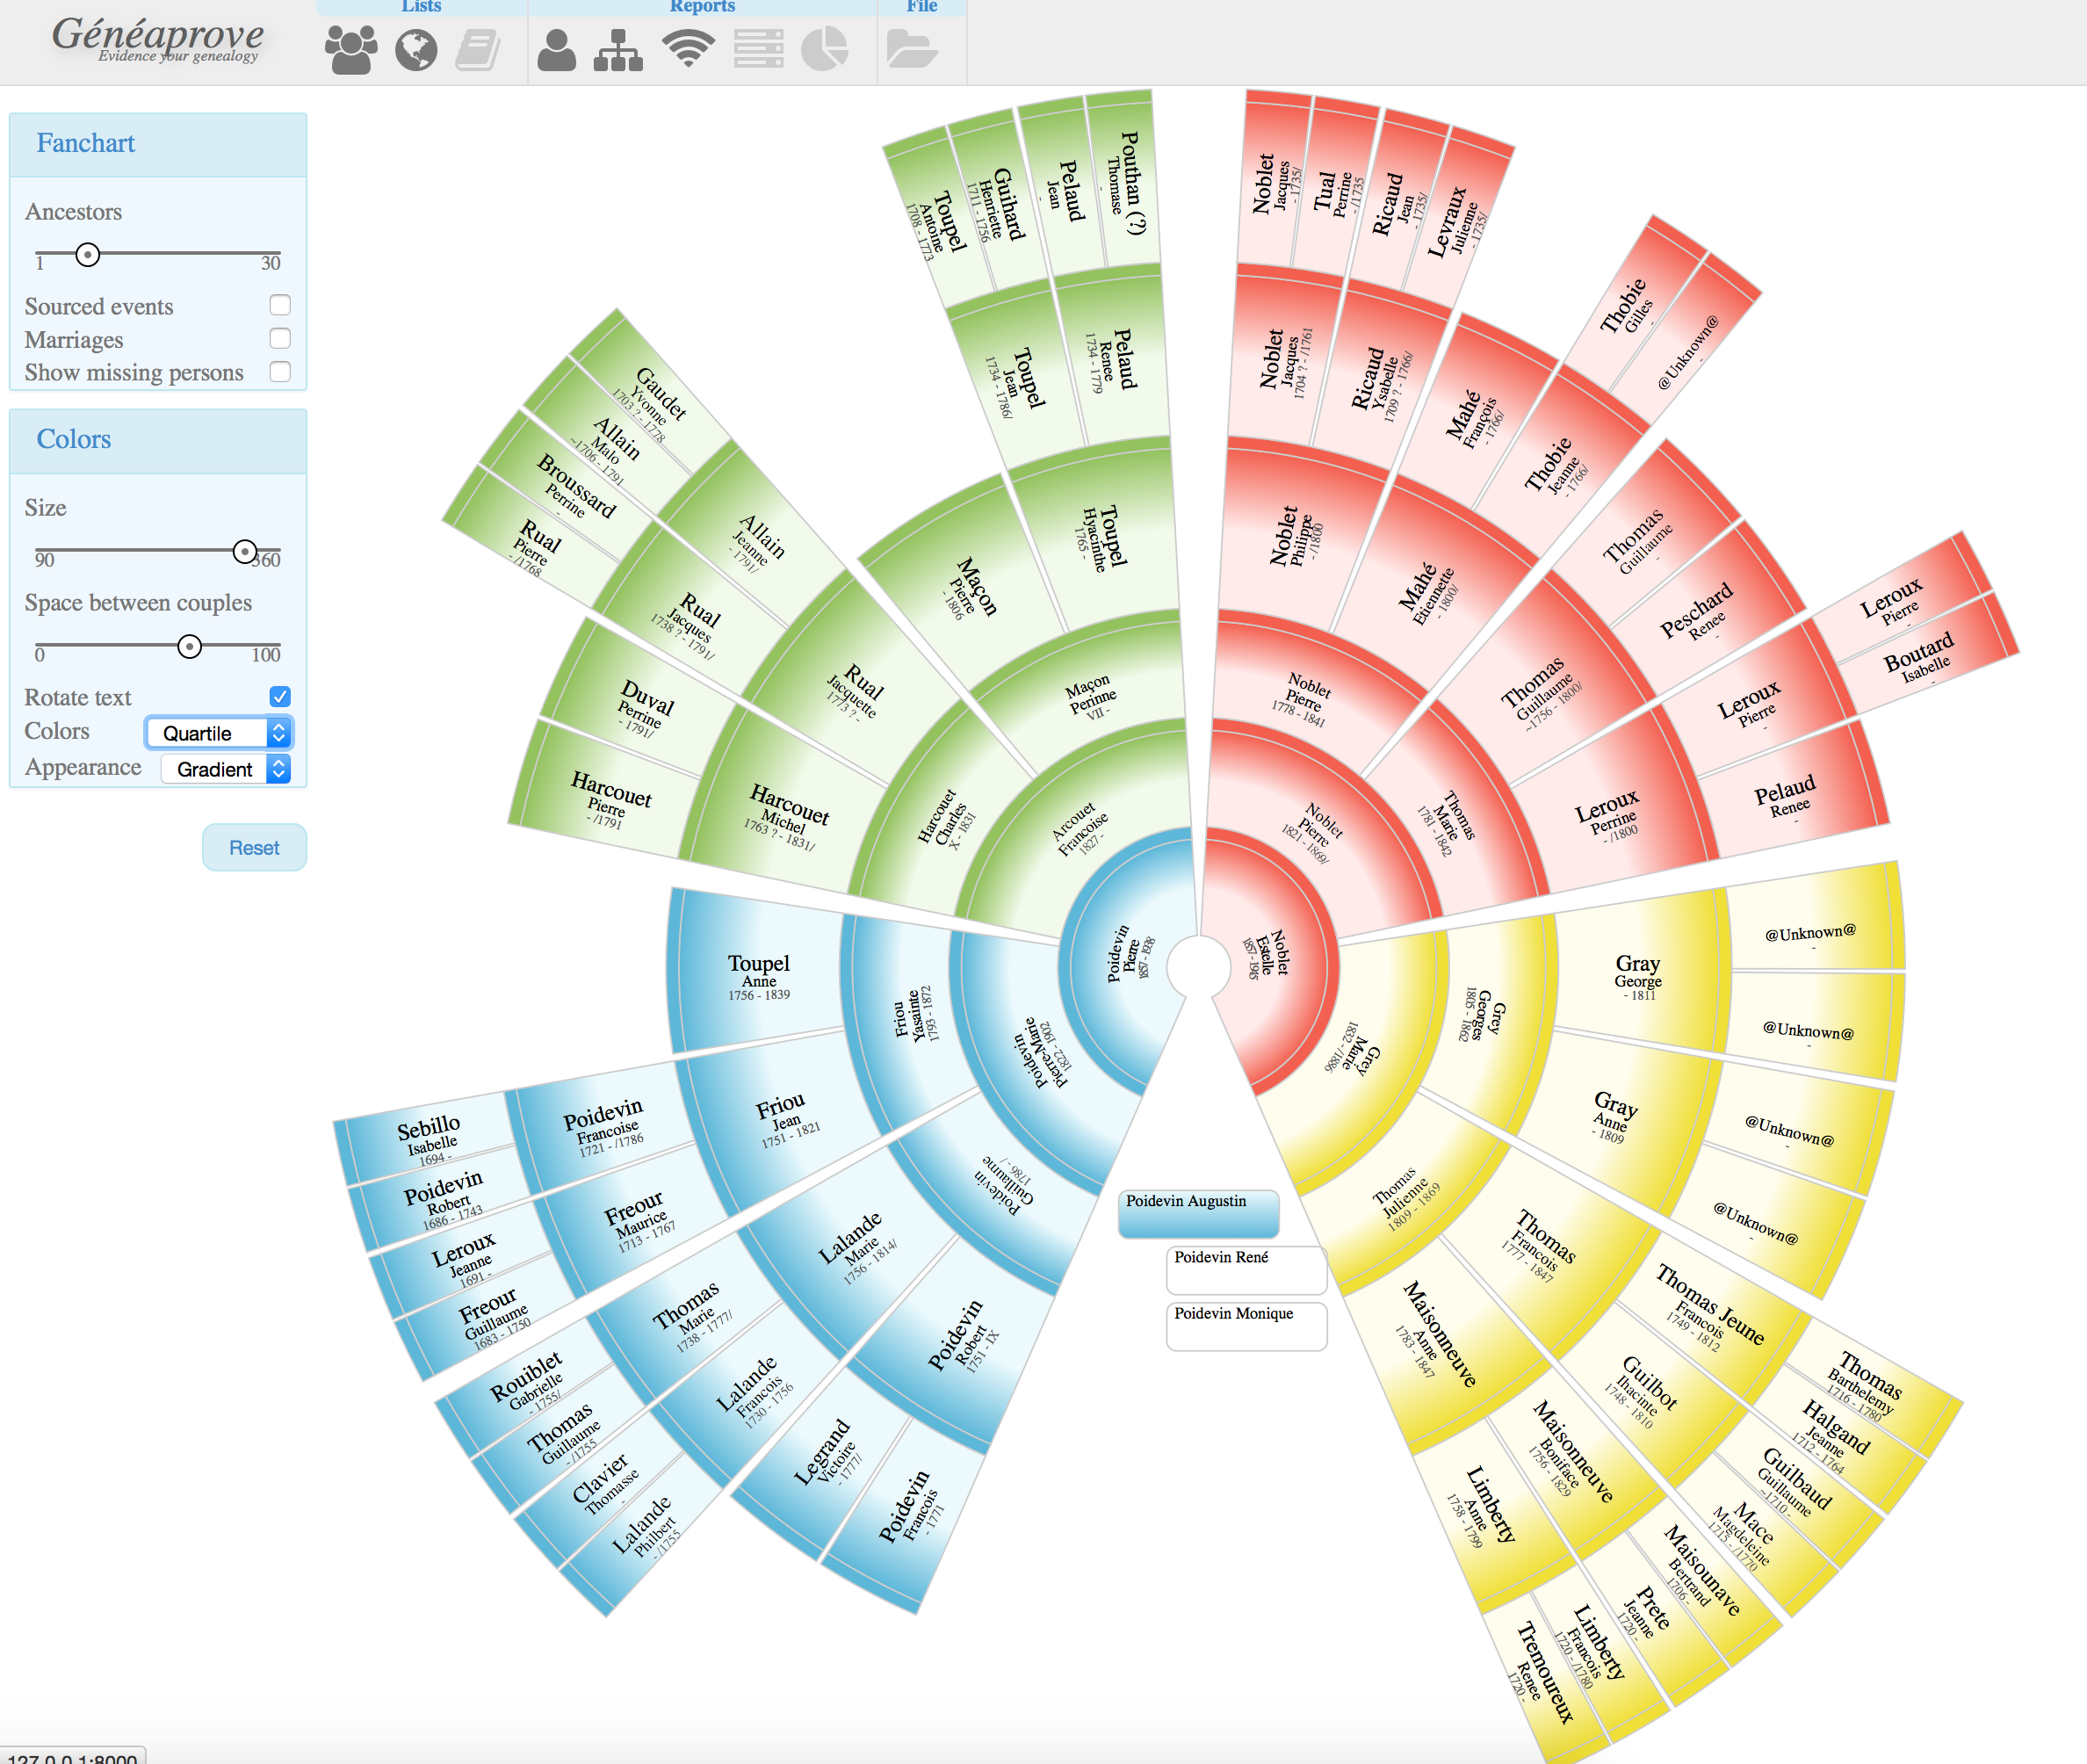 Généaprove
Evidence your genealogy
Lists
Reports
File
Fanchart
Ancestors
1
30
Sourced events
Marriages
Show missing persons
Colors
Size
90
360
Space between couples
0
100
Rotate text
Colors
Quartile
Appearance
Gradient
Reset
Toupel
Antoine
1708 - 1773
Guihard
Henriette
1711 - 1756
Pelaud
Jean
-
Pouthan (?)
Thomase
-
Toupel
Jean
1734 - 1786/
Pelaud
Renee
1734 - 1779
Gaudet
Yvonne
1703 ? - 1778
Allain
Malo
~1706 - 1791
Broussard
Perrine
-
Rual
Pierre
- /1768
Allain
Jeanne
- 1791/
Rual
Jacques
1738 ? - 1791/
Duval
Perrine
- 1791/
Harcouet
Pierre
- /1791
Maçon
Pierre
- 1806
Toupel
Hyacinthe
1765 -
Rual
Jacquette
1773 ? -
Harcouet
Michel
1763 ? - 1831/
Maçon
Perinne
VII -
Harcouet
Charles
X - 1831
Arcouet
Francoise
1827 -
Poidevin
Pierre
1857 - 1938
Noblet
Jacques
- 1735/
Tual
Perrine
- /1735
Ricaud
Jean
- 1735/
Levraux
Julienne
- 1735/
Noblet
Jacques
1704 ? - /1761
Ricaud
Ysabelle
1709 ? - 1766/
Mahé
François
- 1766/
Thobie
Jeanne
- 1766/
Thobie
Gilles
-
@Unknown@
-
Noblet
Philippe
- /1800
Mahé
Etiennette
- 1800/
Thomas
Guillaume
-
Peschard
Renee
-
Leroux
Pierre
-
Boutard
Isabelle
-
Leroux
Pierre
-
Pelaud
Renee
-
Thomas
Guillaume
~1756 - 1800/
Leroux
Perrine
- /1800
Noblet
Pierre
1778 - 1841
Thomas
Marie
1781 - 1842
Noblet
Pierre
1821 - 1869/
Noblet
Estelle
1857 - 1915
Grey
Marie
1832 - /1886
Grey
Georges
1805 - 1862
Thomas
Julienne
1809 - 1869
Gray
George
- 1811
Gray
Anne
- 1809
@Unknown@
-
@Unknown@
-
@Unknown@
-
@Unknown@
-
Thomas
Francois
1777 - 1847
Maisonneuve
Anne
1783 - 1847
Thomas Jeune
Francois
1749 - 1812
Guilbot
Ihacinte
1748 - 1810
Maisonneuve
Boniface
1756 - 1829
Limberty
Anne
1758 - 1799
Thomas
Barthelemy
1716 - 1780
Halgand
Jeanne
1712 - 1764
Guilbaud
Guillaume
~1710 -
Mace
Magdeleine
1715 - /1770
Maisounave
Bertrand
1706 -
Prete
Jeanne
1720 -
Limberty
Francois
1720 - /1780
Tremoureux
Renee
1720 -
Toupel
Anne
1756 - 1839
Friou
Yasainte
1793 - 1872
Poidevin
Pierre-Marie
1822 - 1902
Poidevin
Guillaume
1786 - /
Friou
Jean
1751 - 1821
Lalande
Marie
1756 - 1814/
Poidevin
Robert
1751 - IX
Poidevin
Francoise
1721 - /1786
Freour
Maurice
1713 - 1767
Thomas
Marie
1738 - 1777/
Lalande
Francois
1730 - 1756
Legrand
Victoire
- 1777/
Poidevin
Francois
- 1771
Sebillo
Isabelle
1694 -
Poidevin
Robert
1686 - 1743
Leroux
Jeanne
1691 -
Freour
Guillaume
1683 - 1750
Rouiblet
Gabrielle
- 1755/
Thomas
Guillaume
- /1755
Clavier
Thomasse
-
Lalande
Philbert
- /1755
Poidevin Augustin
Poidevin René
Poidevin Monique
127.0.0.1:8000